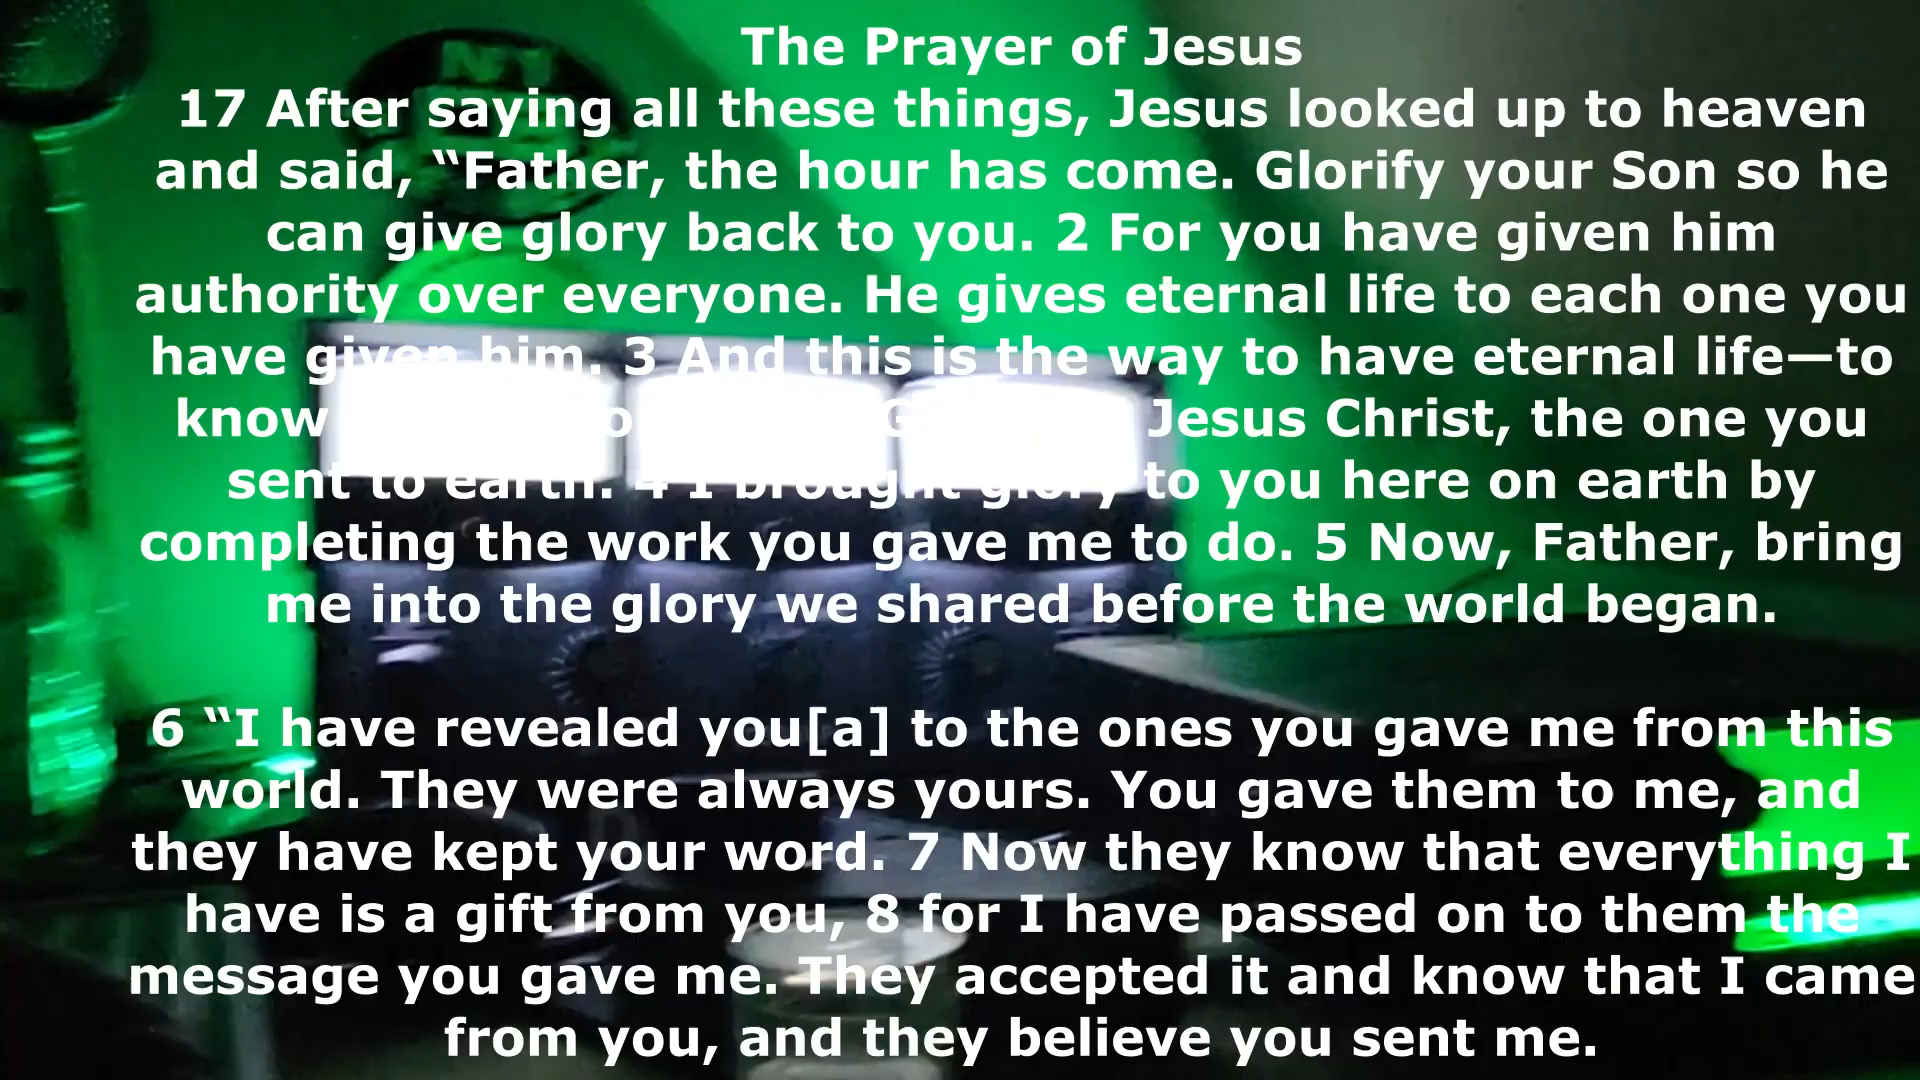 The Prayer of Jesus
17 After saying all these things, Jesus looked up to heaven
and said, “Father, the hour has come. Glorify your Son so he
can give glory back to you. 2 For you have given him
authority over everyone. He gives eternal life to each one you
have given him. 3 And this is the way to have eternal life—to
know Jesus Christ, the one you
sent to earth. 4 I brought glory to you here on earth by
completing the work you gave me to do. 5 Now, Father, bring
me into the glory we shared before the world began.
6 “I have revealed you[a] to the ones you gave me from this
world. They were always yours. You gave them to me, and
they have kept your word. 7 Now they know that everything I
have is a gift from you, 8 for I have passed on to them the
message you gave me. They accepted it and know that I came
from you, and they believe you sent me.